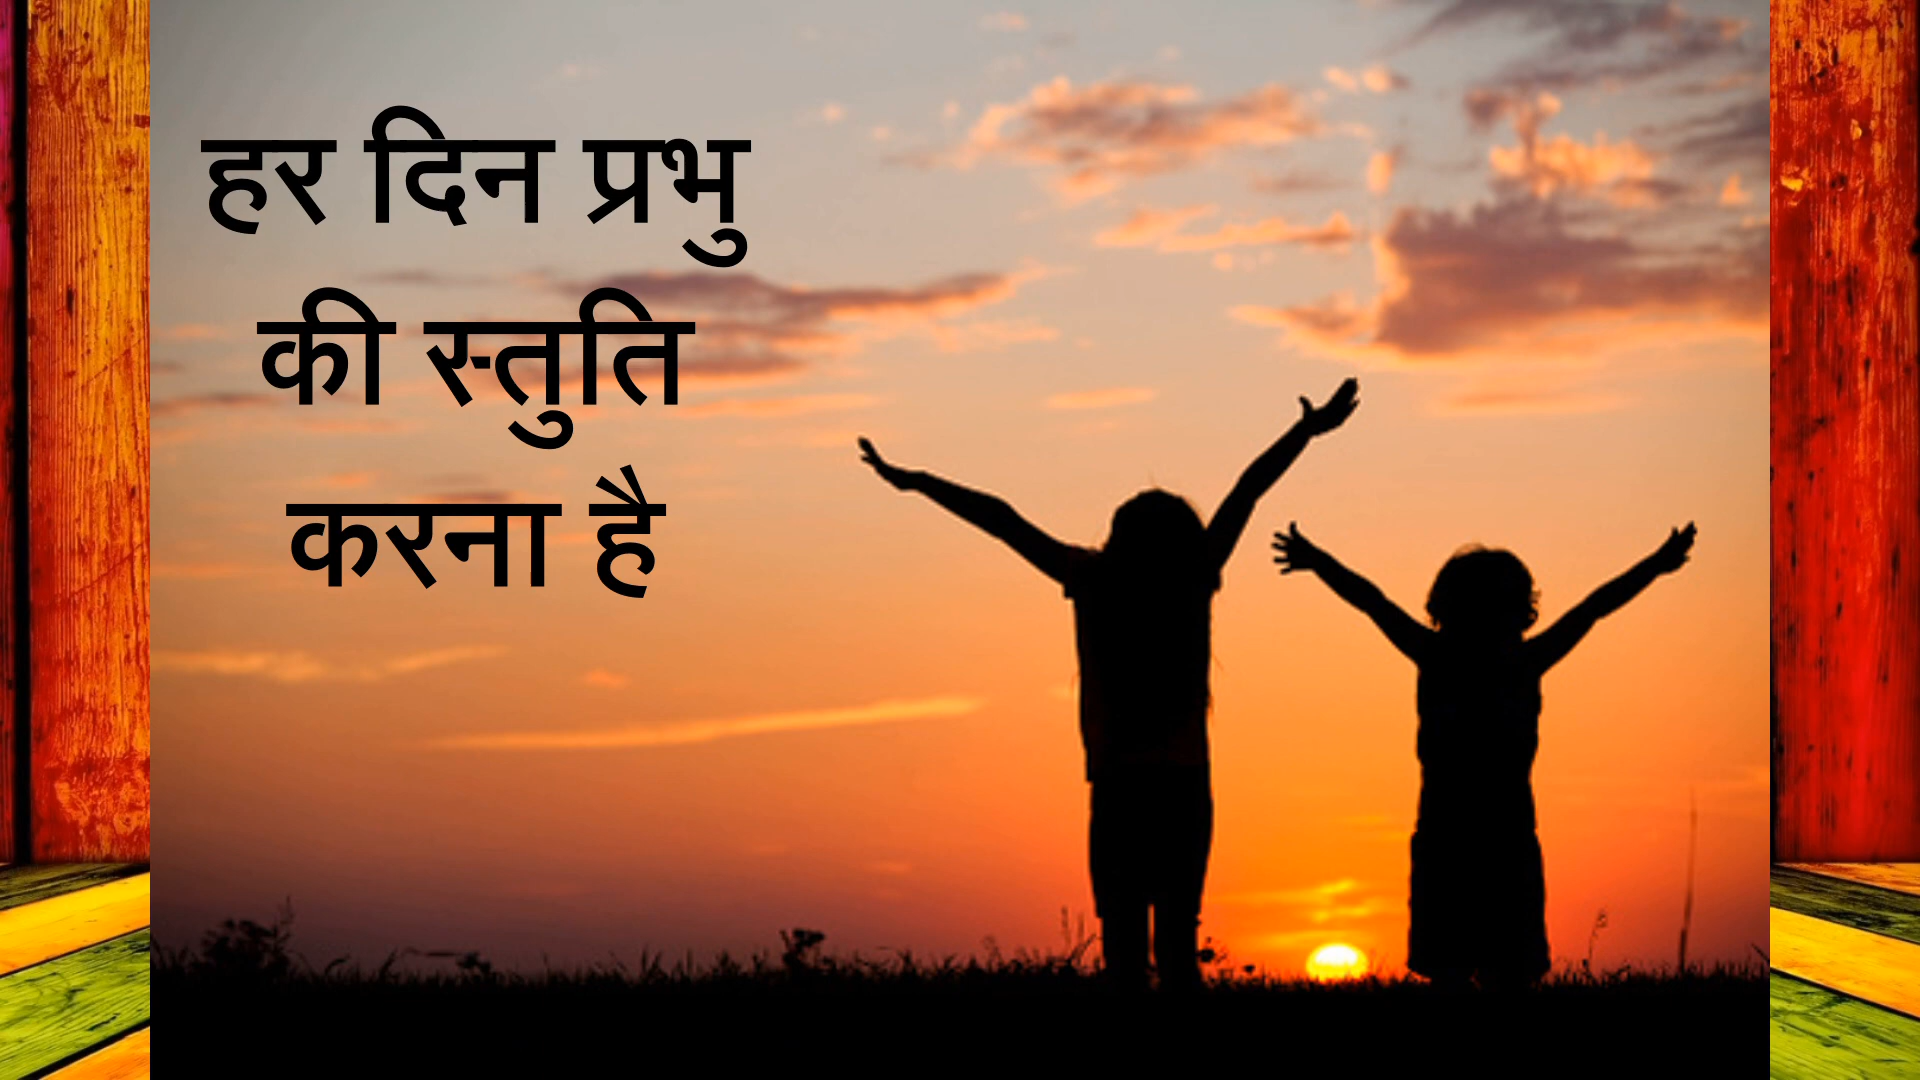 हर दिन प्रभु
की स्तुति
करना है